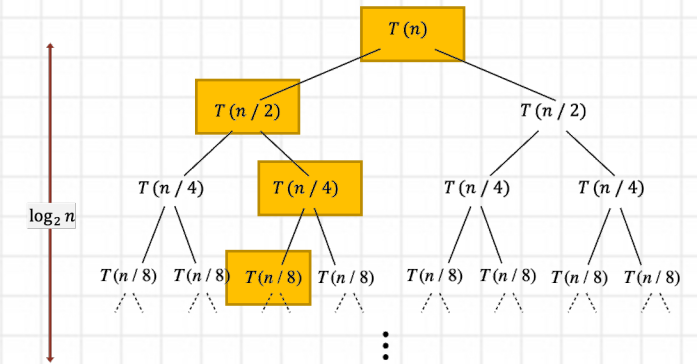 T (n)
T (n / 2) T (n / 2)
T (n / 4) T (n / 4) T (n / 4) T (n / 4)
log₂ n
T (n / 8) T (n / 8) T (n / 8) T (n / 8) T (n / 8) T (n / 8) T (n / 8) T (n / 8)